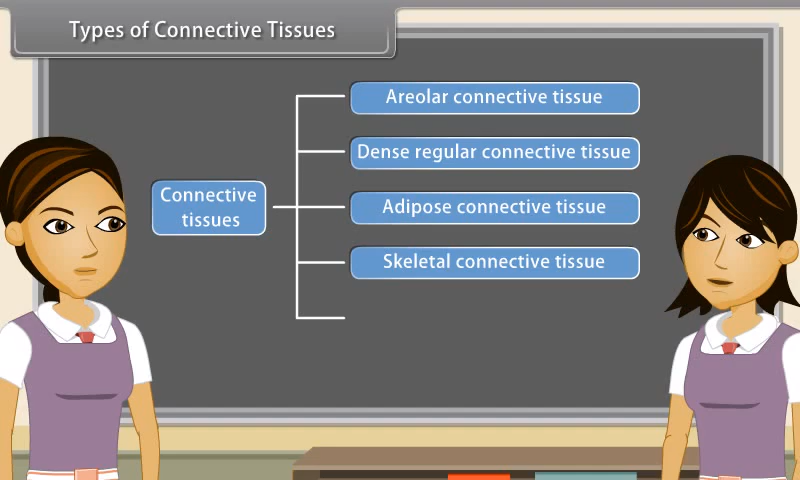 Types of Connective Tissues
Areolar connective tissue
Dense regular connective tissue
Connective
tissues
Adipose connective tissue
Skeletal connective tissue